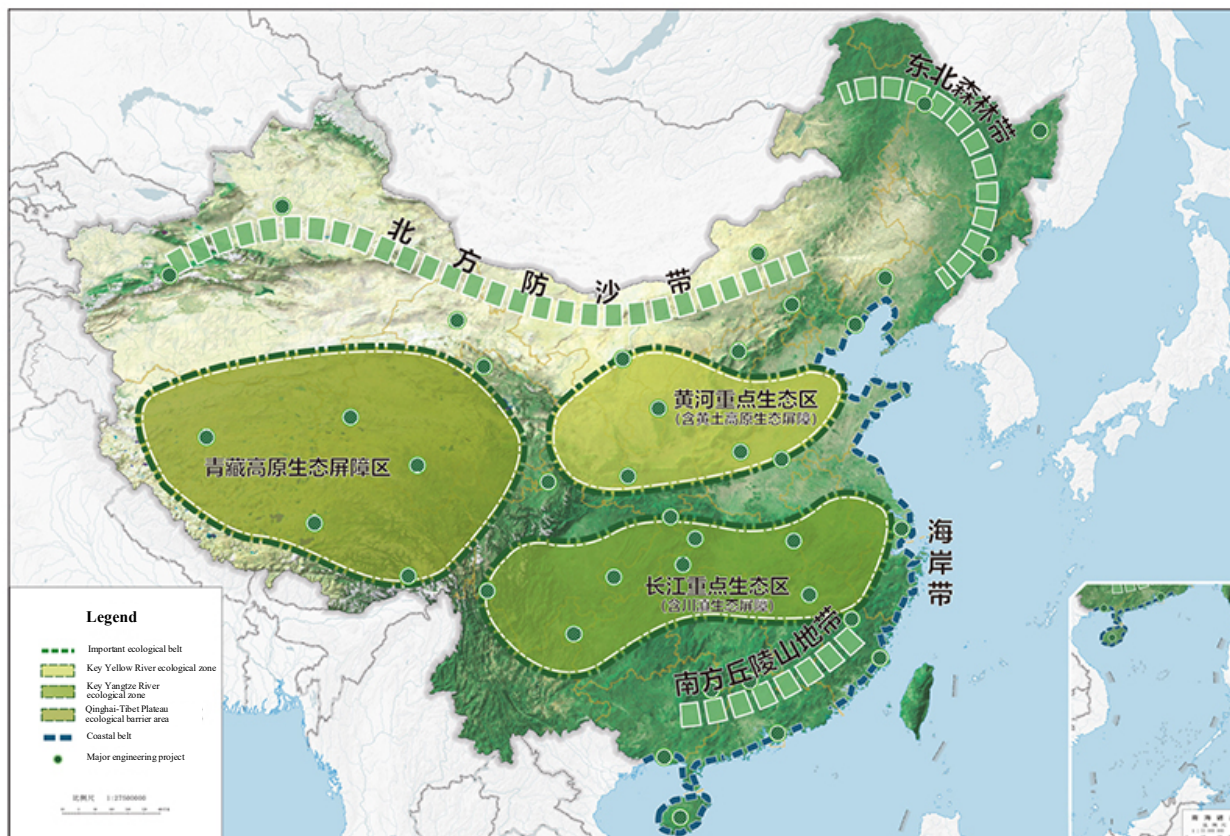 东北森林带
北方防沙带
黄河重点生态区
(含黄土高原生态屏障)
青藏高原生态屏障区
海岸带
长江重点生态区
(含川滇生态屏障)
南方丘陵山地带
Legend
Important ecological belt
Key Yellow River ecological zone
Key Yangtze River
ecological zone
Qinghai-Tibet Plateau
ecological barrier area
Coastal belt
Major engineering project
比例尺 1:27500000